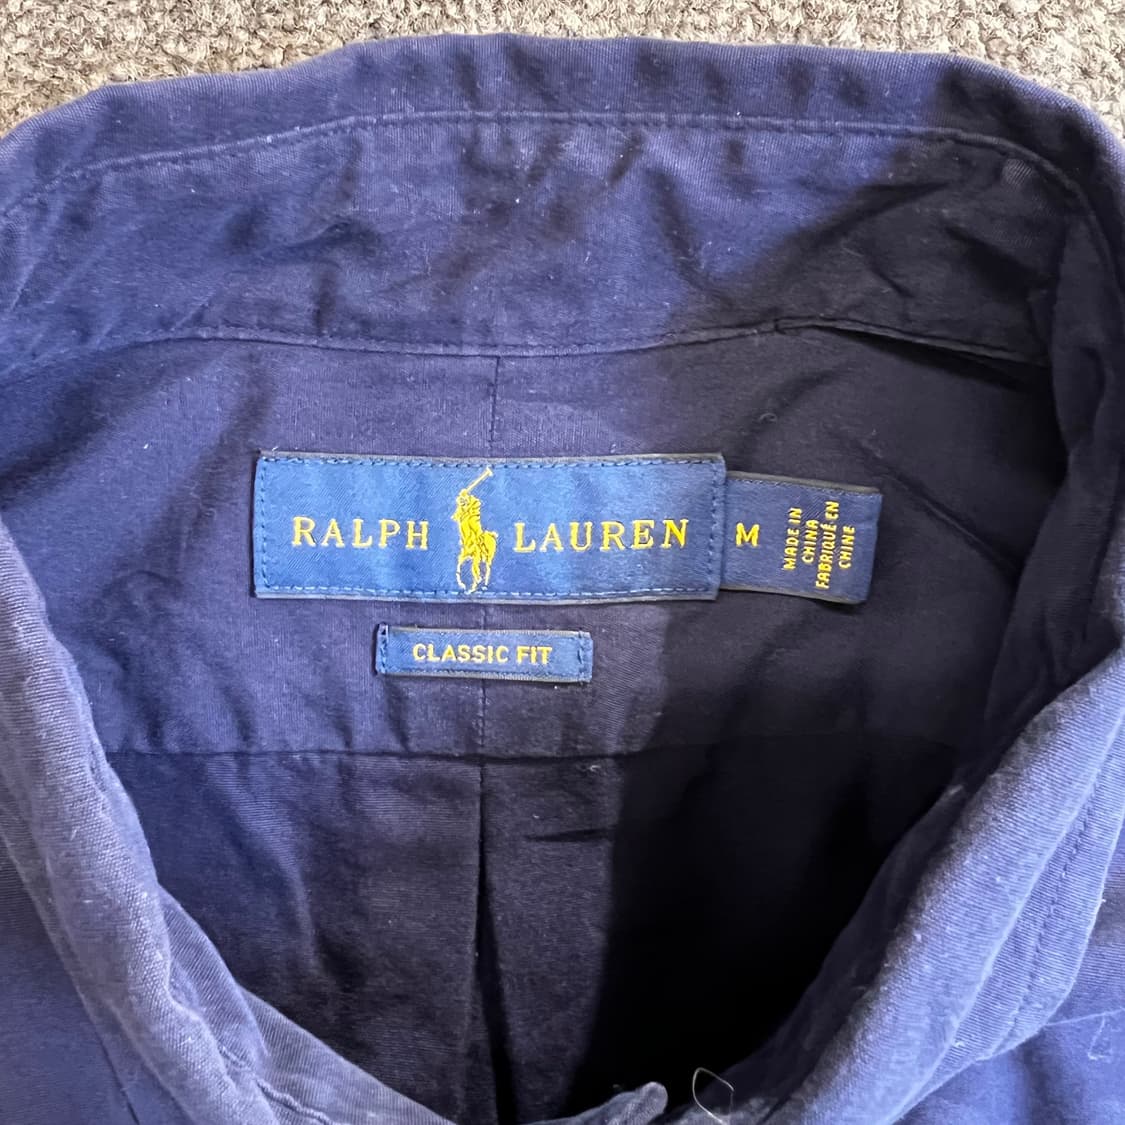 RALPH LAUREN
M
MADE IN
CHINA
FABRIQUÉ EN
CHINE
CLASSIC FIT